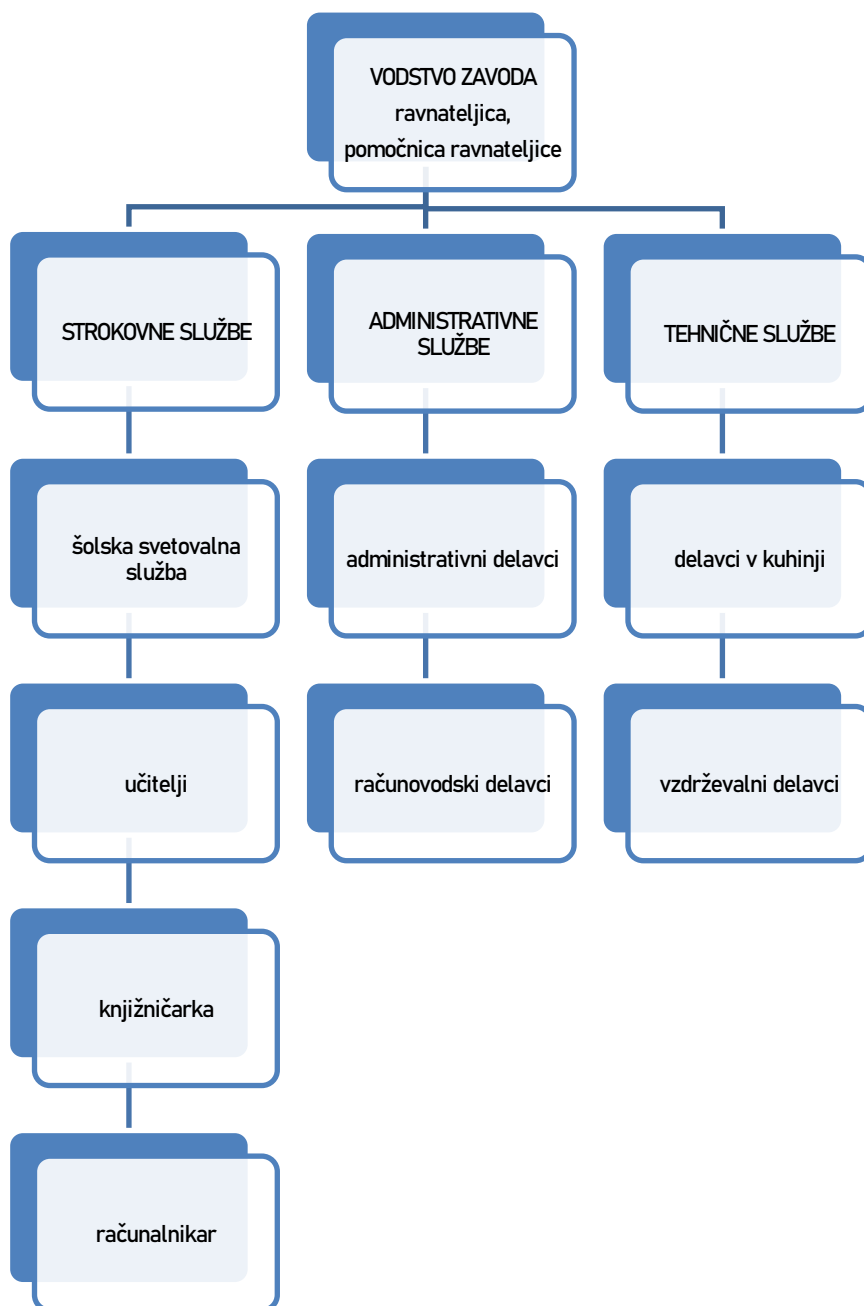 VODSTVO ZAVODA
ravnateljica,
pomočnica ravnateljice
STROKOVNE SLUŽBE
ADMINISTRATIVNE
SLUŽBE
TEHNIČNE SLUŽBE
šolska svetovalna
služba
administrativni delavci
delavci v kuhinji
učitelji
računovodski delavci
vzdrževalni delavci
knjižničarka
računalnikar